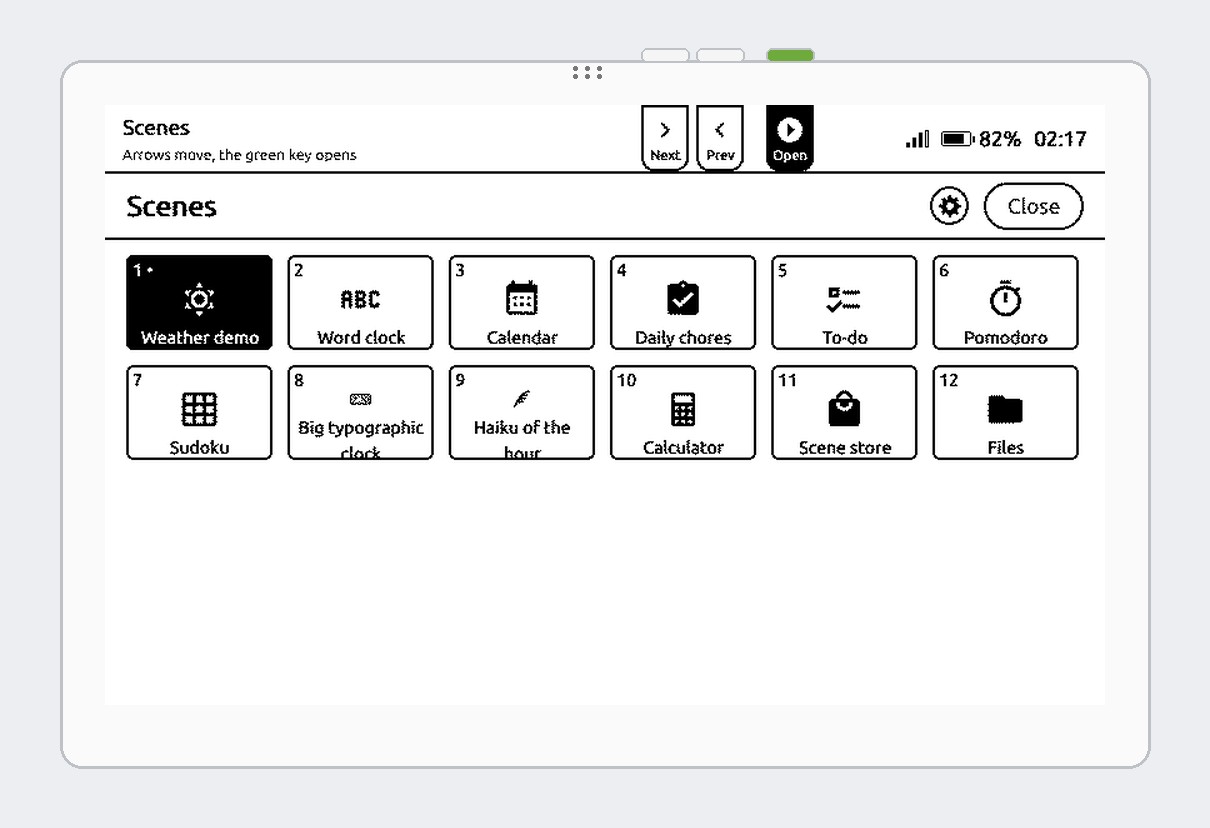 Scenes
Arrows move, the green key opens
Next
Prev
Open
82%
02:17
Scenes
Close
1 •
Weather demo
2
ABC
Word clock
3
Calendar
4
Daily chores
5
To-do
6
Pomodoro
7
Sudoku
8
Big typographic
clock
9
Haiku of the
hour
10
Calculator
11
Scene store
12
Files